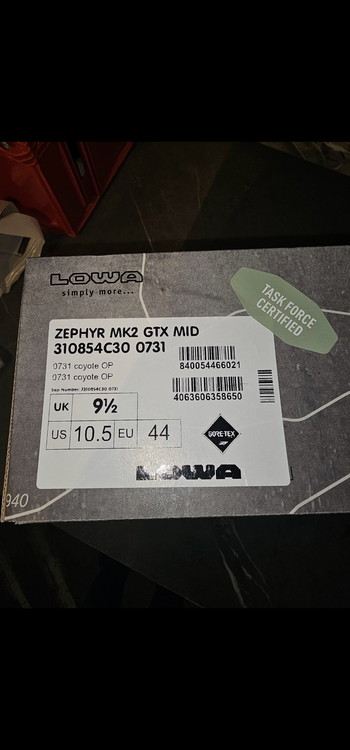 LOWA
simply more...
TASK FORCE
CERTIFIED
ZEPHYR MK2 GTX MID
310854C30 0731
0731 coyote OP
0731 coyote OP
840054466021
4063606358650
UK 9½
US 10.5 EU 44
GORE-TEX
LOWA
940